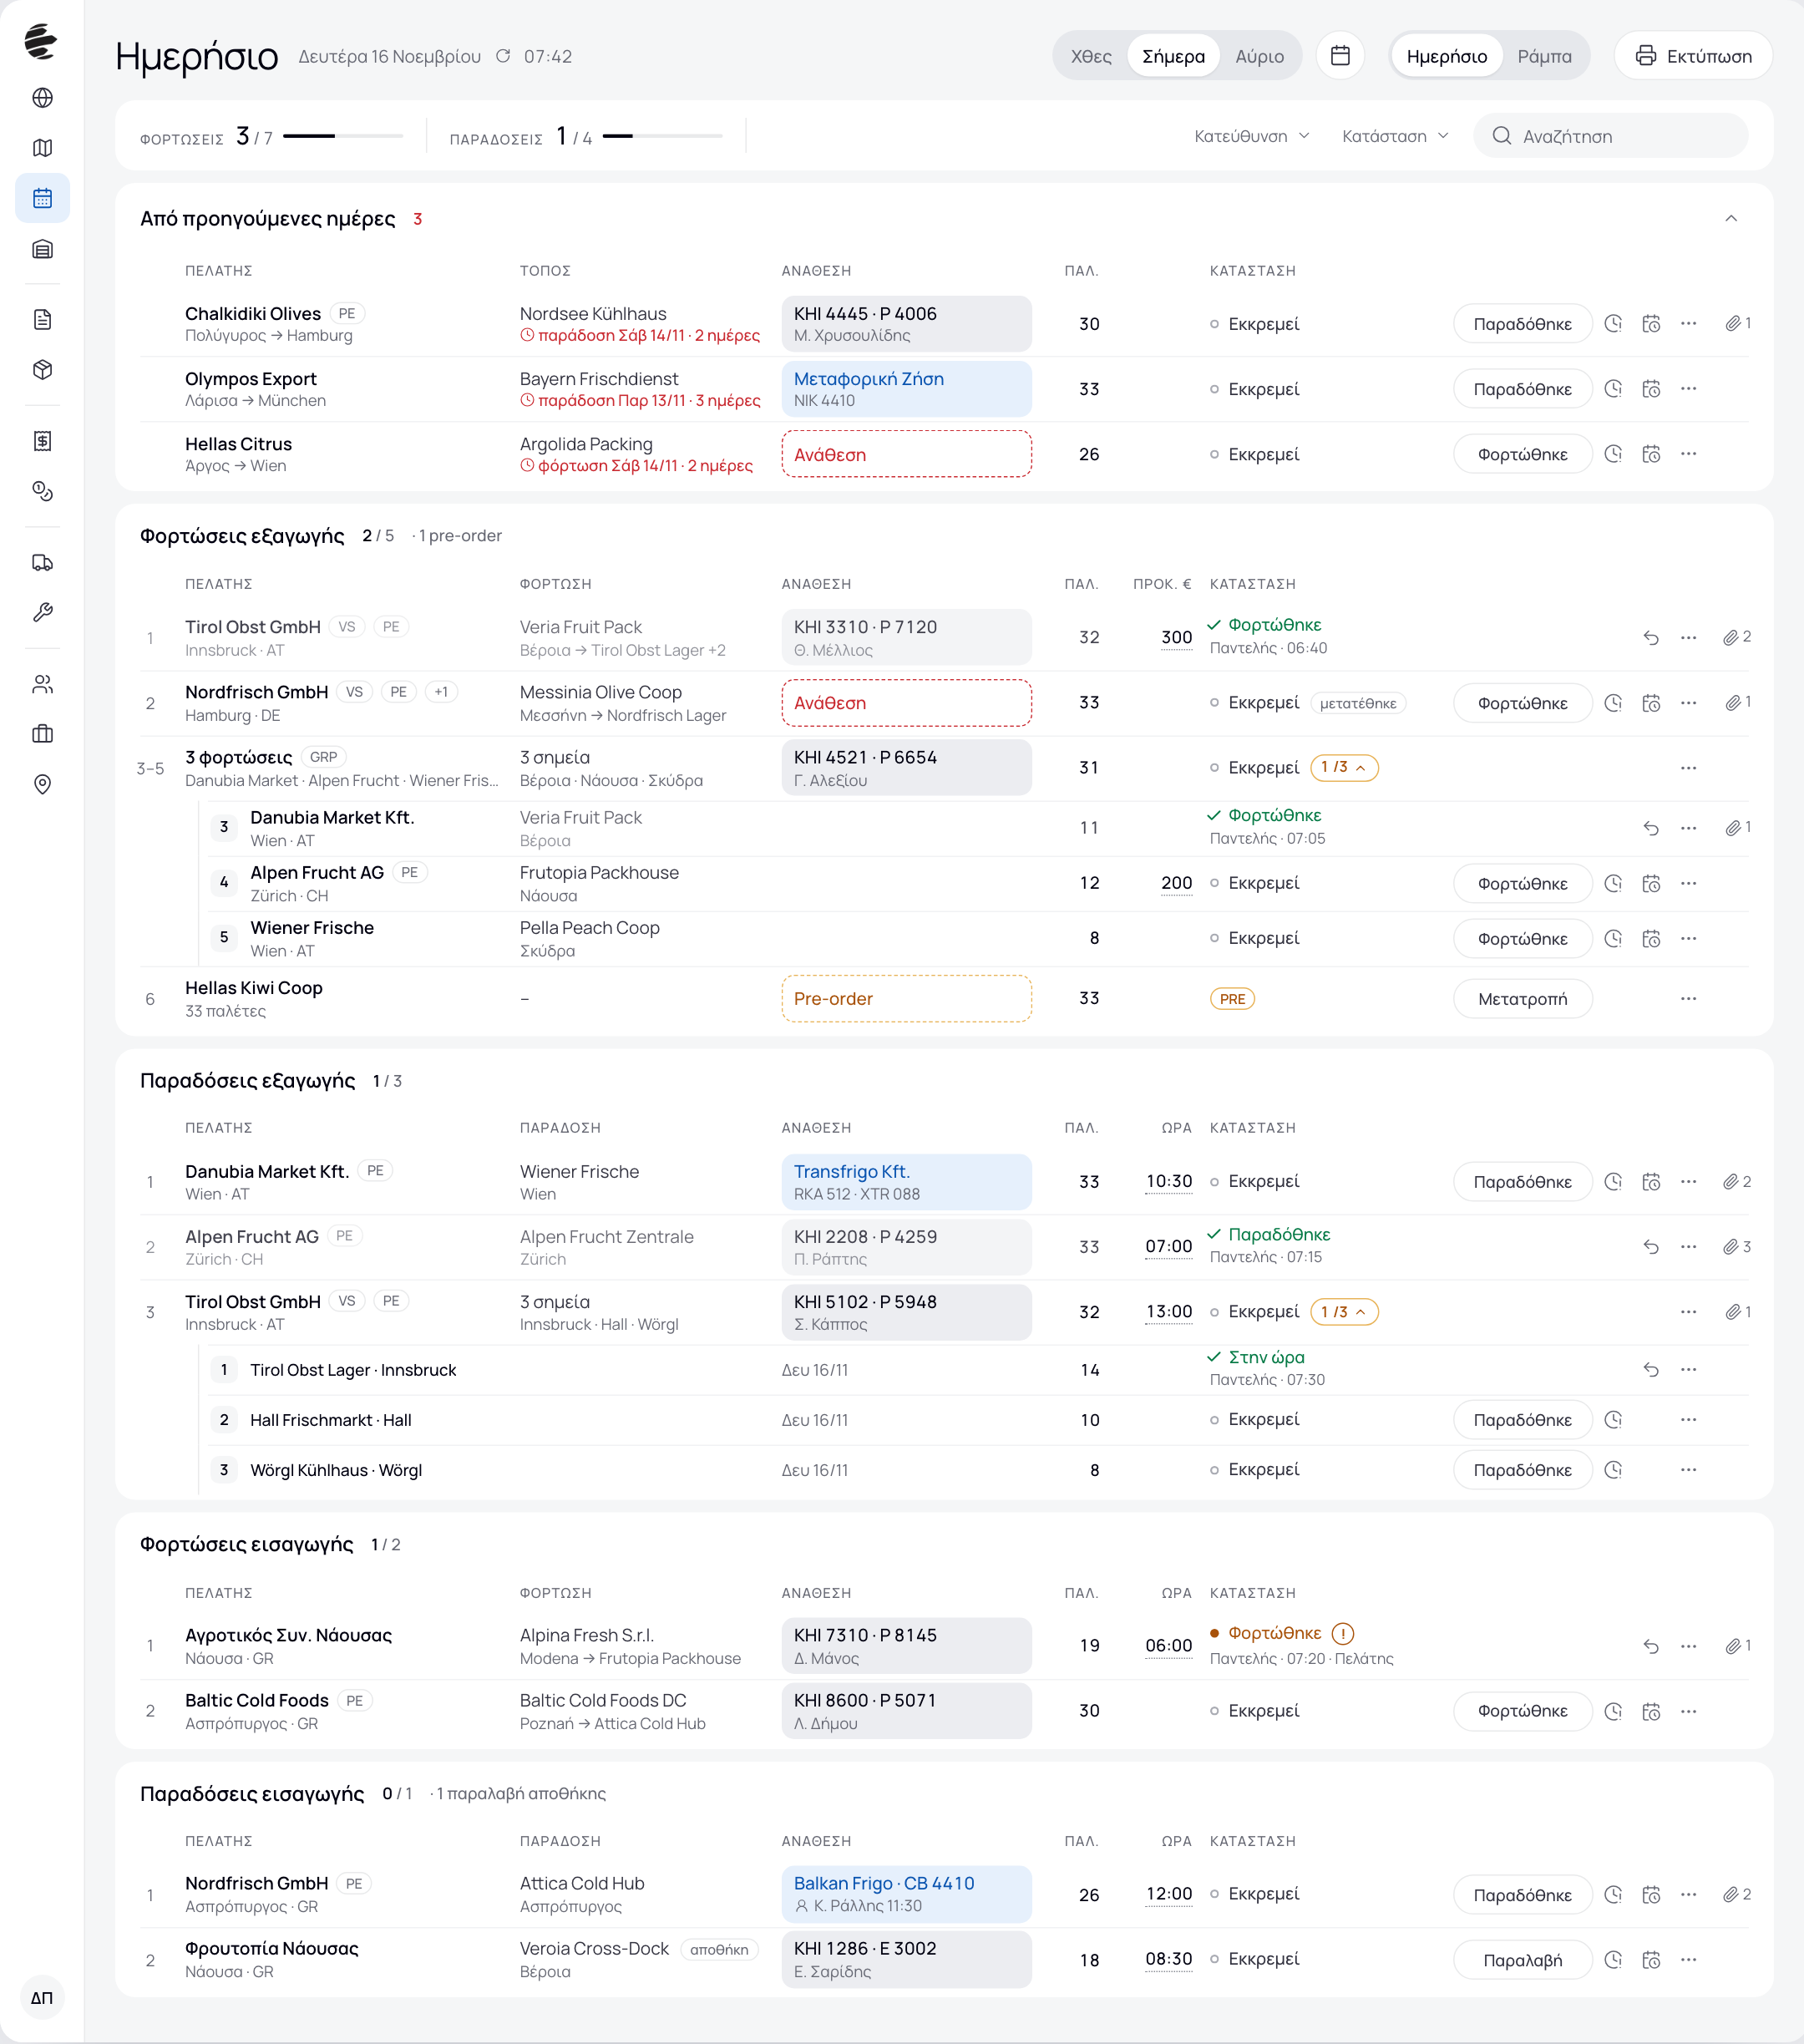 Ημερήσιο Δευτέρα 16 Νοεμβρίου 07:42 Χθες Σήμερα Αύριο Ημερήσιο Ράμπα Εκτύπωση
ΦΟΡΤΩΣΕΙΣ 3 / 7 ΠΑΡΑΔΟΣΕΙΣ 1 / 4 Κατεύθυνση Κατάσταση Αναζήτηση
Από προηγούμενες ημέρες 3
ΠΕΛΑΤΗΣ ΤΟΠΟΣ ΑΝΑΘΕΣΗ ΠΑΛ. ΚΑΤΑΣΤΑΣΗ
Chalkidiki Olives PE Nordsee Kühlhaus KHI 4445 · P 4006 30 Εκκρεμεί Παραδόθηκε 1
Πολύγυρος → Hamburg παράδοση Σάβ 14/11 · 2 ημέρες Μ. Χρυσουλίδης
Olympos Export Bayern Frischdienst Μεταφορική Ζήση 33 Εκκρεμεί Παραδόθηκε
Λάρισα → München παράδοση Παρ 13/11 · 3 ημέρες NIK 4410
Hellas Citrus Argolida Packing Ανάθεση 26 Εκκρεμεί Φορτώθηκε
Άργος → Wien φόρτωση Σάβ 14/11 · 2 ημέρες
Φορτώσεις εξαγωγής 2 / 5 · 1 pre-order
ΠΕΛΑΤΗΣ ΦΟΡΤΩΣΗ ΑΝΑΘΕΣΗ ΠΑΛ. ΠΡΟΚ. € ΚΑΤΑΣΤΑΣΗ
1 Tirol Obst GmbH VS PE Veria Fruit Pack KHI 3310 · P 7120 32 300 Φορτώθηκε 2
Innsbruck · AT Βέροια → Tirol Obst Lager +2 Θ. Μέλλιος Παντελής · 06:40
2 Nordfrisch GmbH VS PE +1 Messinia Olive Coop Ανάθεση 33 Εκκρεμεί μετατέθηκε Φορτώθηκε 1
Hamburg · DE Μεσσήνη → Nordfrisch Lager
3–5 3 φορτώσεις GRP 3 σημεία KHI 4521 · P 6654 31 Εκκρεμεί 1 /3
Danubia Market · Alpen Frucht · Wiener Fris... Βέροια · Νάουσα · Σκύδρα Γ. Αλεξίου
3 Danubia Market Kft. Veria Fruit Pack 11 Φορτώθηκε 1
Wien · AT Βέροια Παντελής · 07:05
4 Alpen Frucht AG PE Frutopia Packhouse 12 200 Εκκρεμεί Φορτώθηκε
Zürich · CH Νάουσα
5 Wiener Frische Pella Peach Coop 8 Εκκρεμεί Φορτώθηκε
Wien · AT Σκύδρα
6 Hellas Kiwi Coop – Pre-order 33 PRE Μετατροπή
33 παλέτες
Παραδόσεις εξαγωγής 1 / 3
ΠΕΛΑΤΗΣ ΠΑΡΑΔΟΣΗ ΑΝΑΘΕΣΗ ΠΑΛ. ΩΡΑ ΚΑΤΑΣΤΑΣΗ
1 Danubia Market Kft. PE Wiener Frische Transfrigo Kft. 33 10:30 Εκκρεμεί Παραδόθηκε 2
Wien · AT Wien RKA 512 · XTR 088
2 Alpen Frucht AG PE Alpen Frucht Zentrale KHI 2208 · P 4259 33 07:00 Παραδόθηκε 3
Zürich · CH Zürich Π. Ράπτης Παντελής · 07:15
3 Tirol Obst GmbH VS PE 3 σημεία KHI 5102 · P 5948 32 13:00 Εκκρεμεί 1 /3 1
Innsbruck · AT Innsbruck · Hall · Wörgl Σ. Κάππος
1 Tirol Obst Lager · Innsbruck Δευ 16/11 14 Στην ώρα
Παντελής · 07:30
2 Hall Frischmarkt · Hall Δευ 16/11 10 Εκκρεμεί Παραδόθηκε
3 Wörgl Kühlhaus · Wörgl Δευ 16/11 8 Εκκρεμεί Παραδόθηκε
Φορτώσεις εισαγωγής 1 / 2
ΠΕΛΑΤΗΣ ΦΟΡΤΩΣΗ ΑΝΑΘΕΣΗ ΠΑΛ. ΩΡΑ ΚΑΤΑΣΤΑΣΗ
1 Αγροτικός Συν. Νάουσας Alpina Fresh S.r.l. KHI 7310 · P 8145 19 06:00 Φορτώθηκε 1
Νάουσα · GR Modena → Frutopia Packhouse Δ. Μάνος Παντελής · 07:20 · Πελάτης
2 Baltic Cold Foods PE Baltic Cold Foods DC KHI 8600 · P 5071 30 Εκκρεμεί Φορτώθηκε
Ασπρόπυργος · GR Poznań → Attica Cold Hub Λ. Δήμου
Παραδόσεις εισαγωγής 0 / 1 · 1 παραλαβή αποθήκης
ΠΕΛΑΤΗΣ ΠΑΡΑΔΟΣΗ ΑΝΑΘΕΣΗ ΠΑΛ. ΩΡΑ ΚΑΤΑΣΤΑΣΗ
1 Nordfrisch GmbH PE Attica Cold Hub Balkan Frigo · CB 4410 26 12:00 Εκκρεμεί Παραδόθηκε 2
Ασπρόπυργος · GR Ασπρόπυργος Κ. Ράλλης 11:30
2 Φρουτοπία Νάουσας Veroia Cross-Dock αποθήκη KHI 1286 · E 3002 18 08:30 Εκκρεμεί Παραλαβή
Νάουσα · GR Βέροια Ε. Σαρίδης
ΔΠ